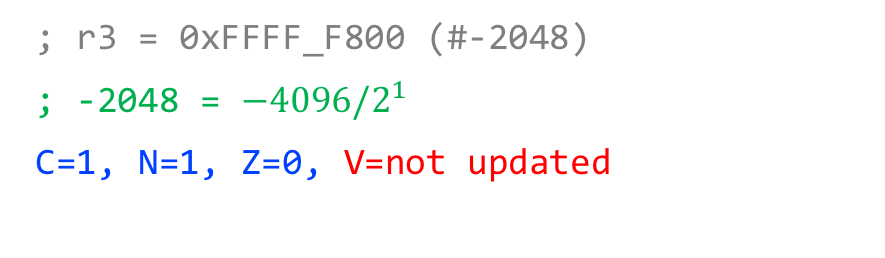 ; r3 = 0xFFFF_F800 (#-2048)
; -2048 = −4096/2¹
C=1, N=1, Z=0, V=not updated